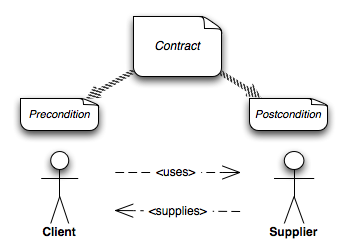 Contract
Precondition
Postcondition
<uses>
<supplies>
Client
Supplier